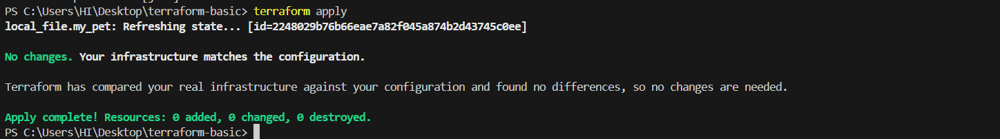 PS C:\Users\HI\Desktop\terraform-basic> terraform apply
local_file.my_pet: Refreshing state... [id=2248029b76b66eae7a82f045a874b2d43745c0ee]
No changes. Your infrastructure matches the configuration.
Terraform has compared your real infrastructure against your configuration and found no differences, so no changes are needed.
Apply complete! Resources: 0 added, 0 changed, 0 destroyed.
PS C:\Users\HI\Desktop\terraform-basic>